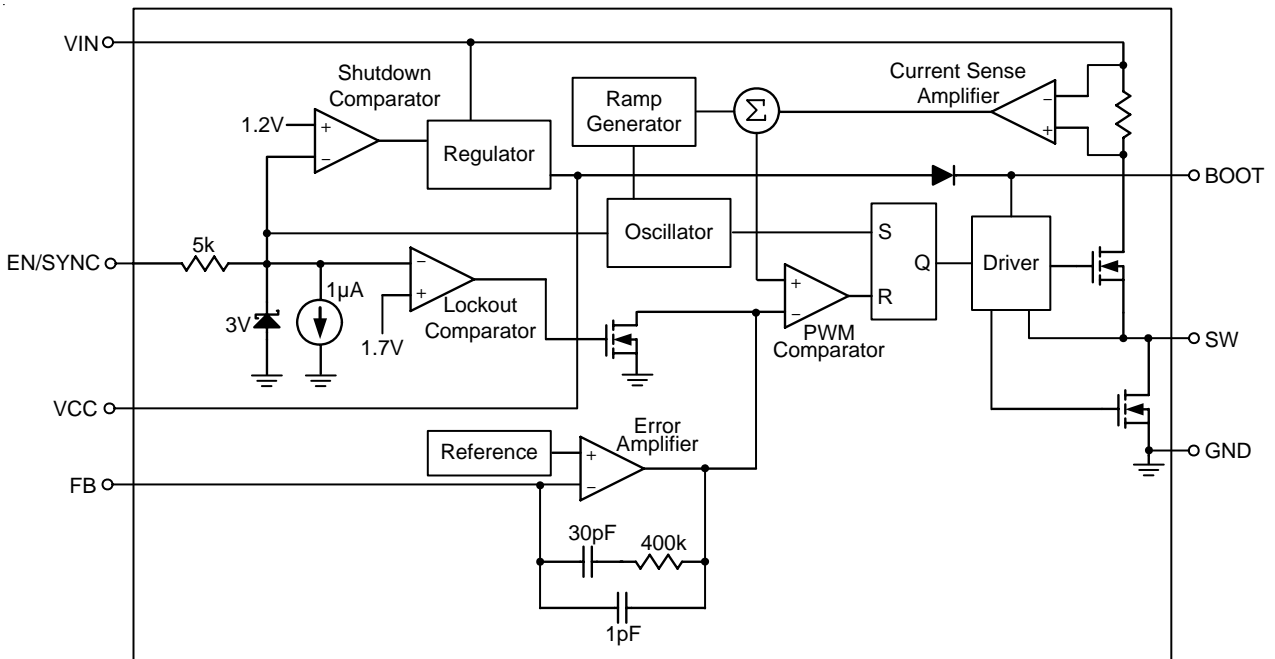 VIN
Shutdown
Comparator
1.2V
+
−
Regulator
Ramp
Generator
Σ
Current Sense
Amplifier
−
+
BOOT
EN/SYNC
5k
Oscillator
S
Q
R
Driver
3V
1µA
−
+
1.7V
Lockout
Comparator
+
−
PWM
Comparator
SW
VCC
Reference
Error
Amplifier
+
−
GND
FB
30pF
400k
1pF